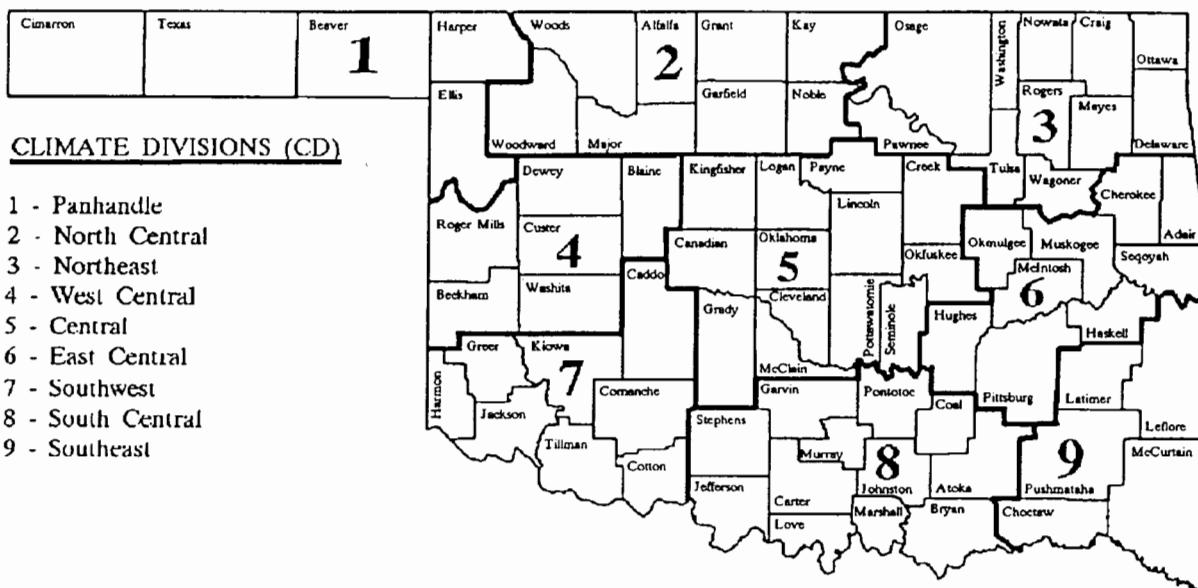 Cimarron Texas Beaver Harper Woods Alfalfa Grant Kay Osage Washington Nowata Craig
1 2
Ottawa
Ellis Garfield Noble Rogers Mayes
3
Woodward Major Pawnee Delaware
CLIMATE DIVISIONS (CD)
1 - Panhandle
2 - North Central
3 - Northeast
4 - West Central
5 - Central
6 - East Central
7 - Southwest
8 - South Central
9 - Southeast
Dewey Blaine Kingfisher Logan Payne Creek Tulsa Wagoner
Cherokee
Lincoln
Roger Mills Custer Canadian Oklahoma Okfuskee Okmulgee Muskogee Adair
4 5
Sequoyah
Beckham Washita Caddo Cleveland McIntosh
6
Grady Pottawatomie Seminole Hughes
Haskell
Greer Kiowa McClain
7
Harmon Jackson Comanche Garvin Pontotoc Coal Pittsburg Latimer
Stephens
Leflore
Tillman Cotton Murray McCurtain
8 9
Jefferson Carter Johnston Atoka Pushmataha
Love Marshall Bryan Choctaw